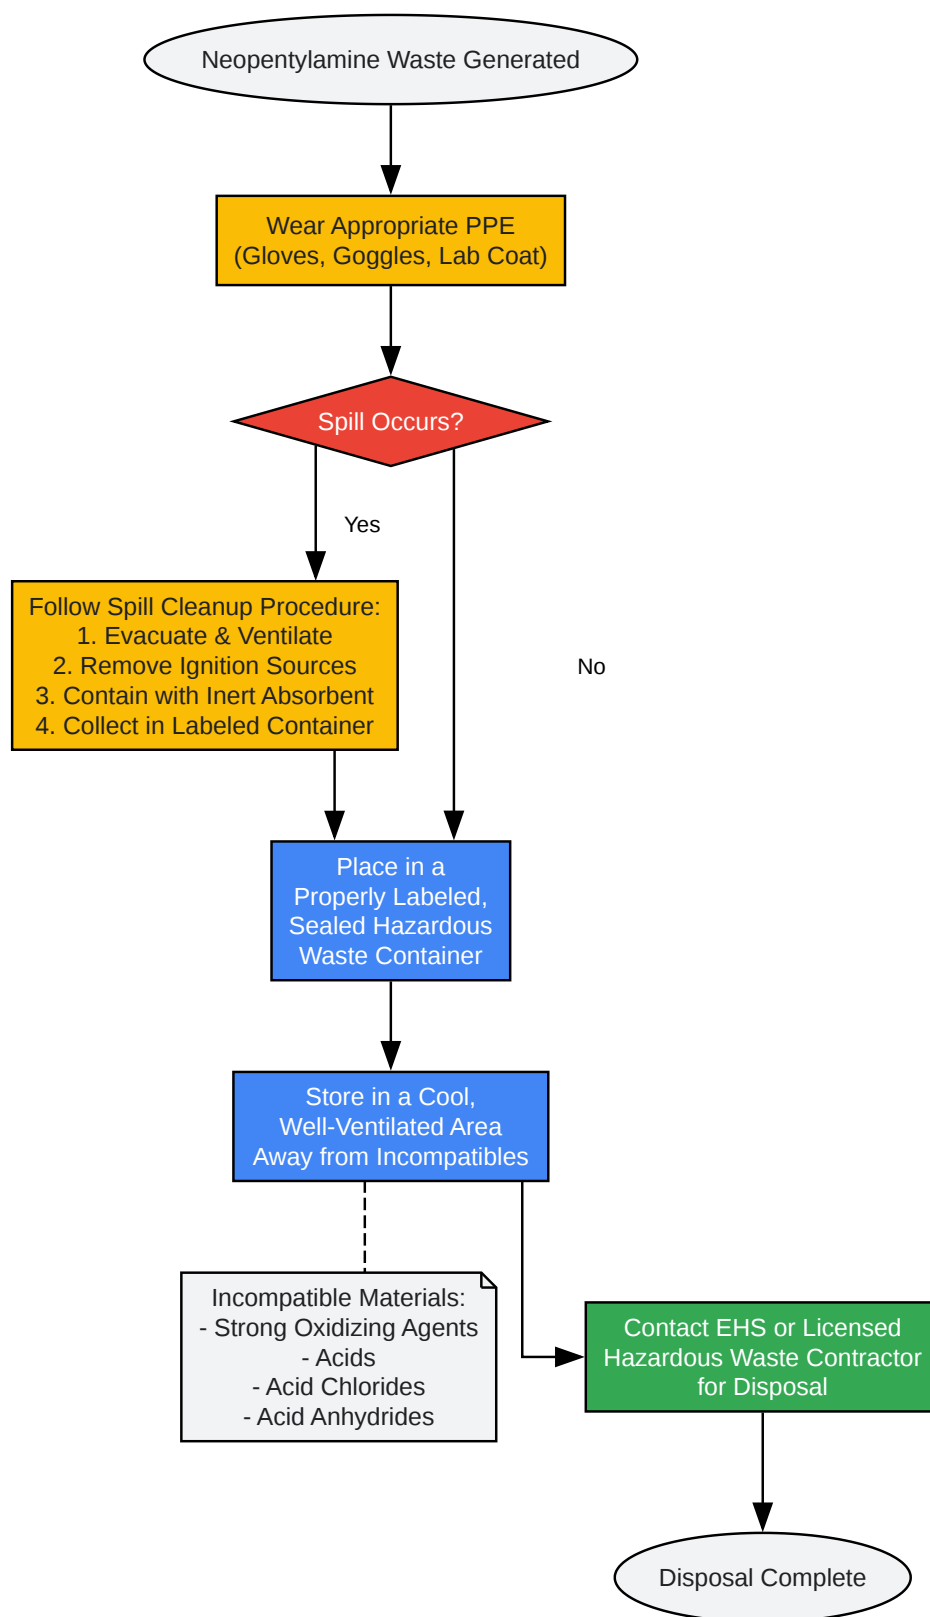 Neopentylamine Waste Generated
Wear Appropriate PPE
(Gloves, Goggles, Lab Coat)
Spill Occurs?
Yes
Follow Spill Cleanup Procedure:
1. Evacuate & Ventilate
2. Remove Ignition Sources
3. Contain with Inert Absorbent
4. Collect in Labeled Container
No
Place in a
Properly Labeled,
Sealed Hazardous
Waste Container
Store in a Cool,
Well-Ventilated Area
Away from Incompatibles
Incompatible Materials:
- Strong Oxidizing Agents
- Acids
- Acid Chlorides
- Acid Anhydrides
Contact EHS or Licensed
Hazardous Waste Contractor
for Disposal
Disposal Complete